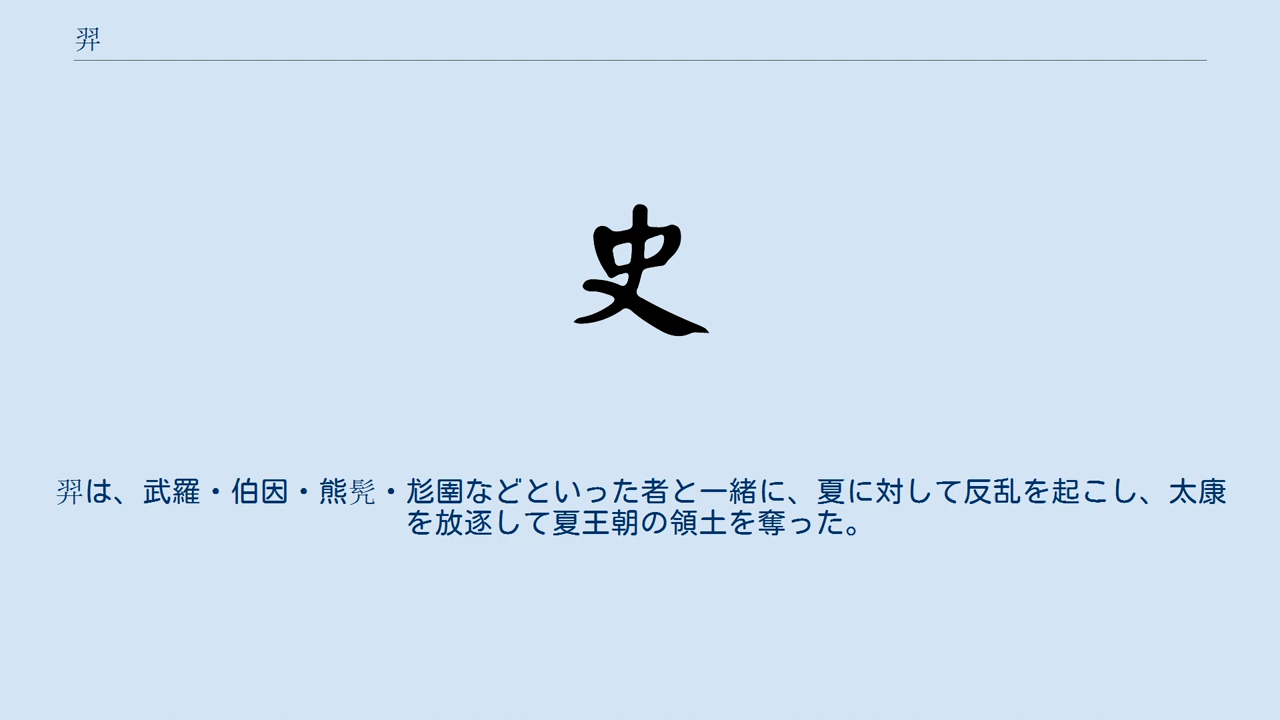 羿
史
羿は、武羅・伯因・熊髡・尨圉などといった者と一緒に、夏に対して反乱を起こし、太康
を放逐して夏王朝の領土を奪った。